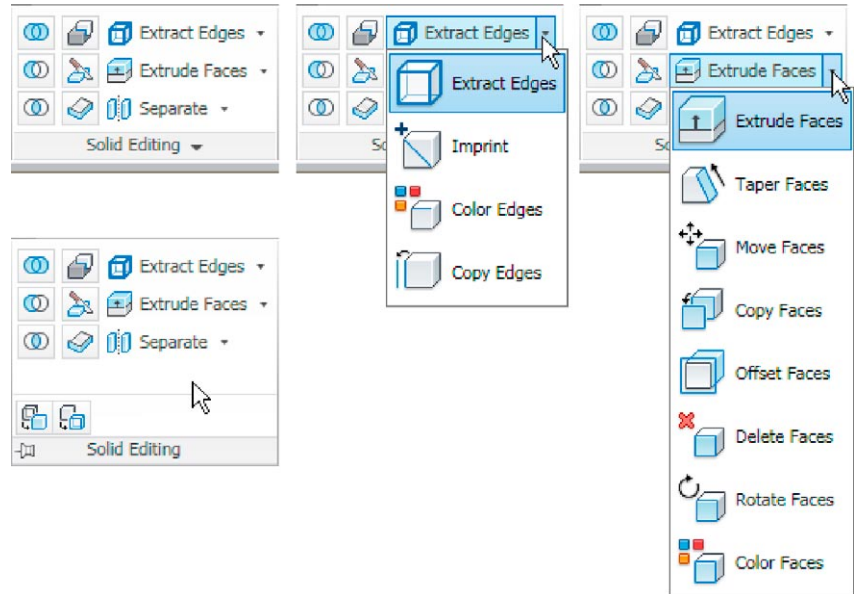 Extract Edges
Extrude Faces
Separate
Solid Editing
Extract Edges
Extract Edges
Imprint
Color Edges
Copy Edges
So
Extract Edges
Extrude Faces
Extrude Faces
Taper Faces
Move Faces
Copy Faces
Offset Faces
Delete Faces
Rotate Faces
Color Faces
So
Extract Edges
Extrude Faces
Separate
Solid Editing